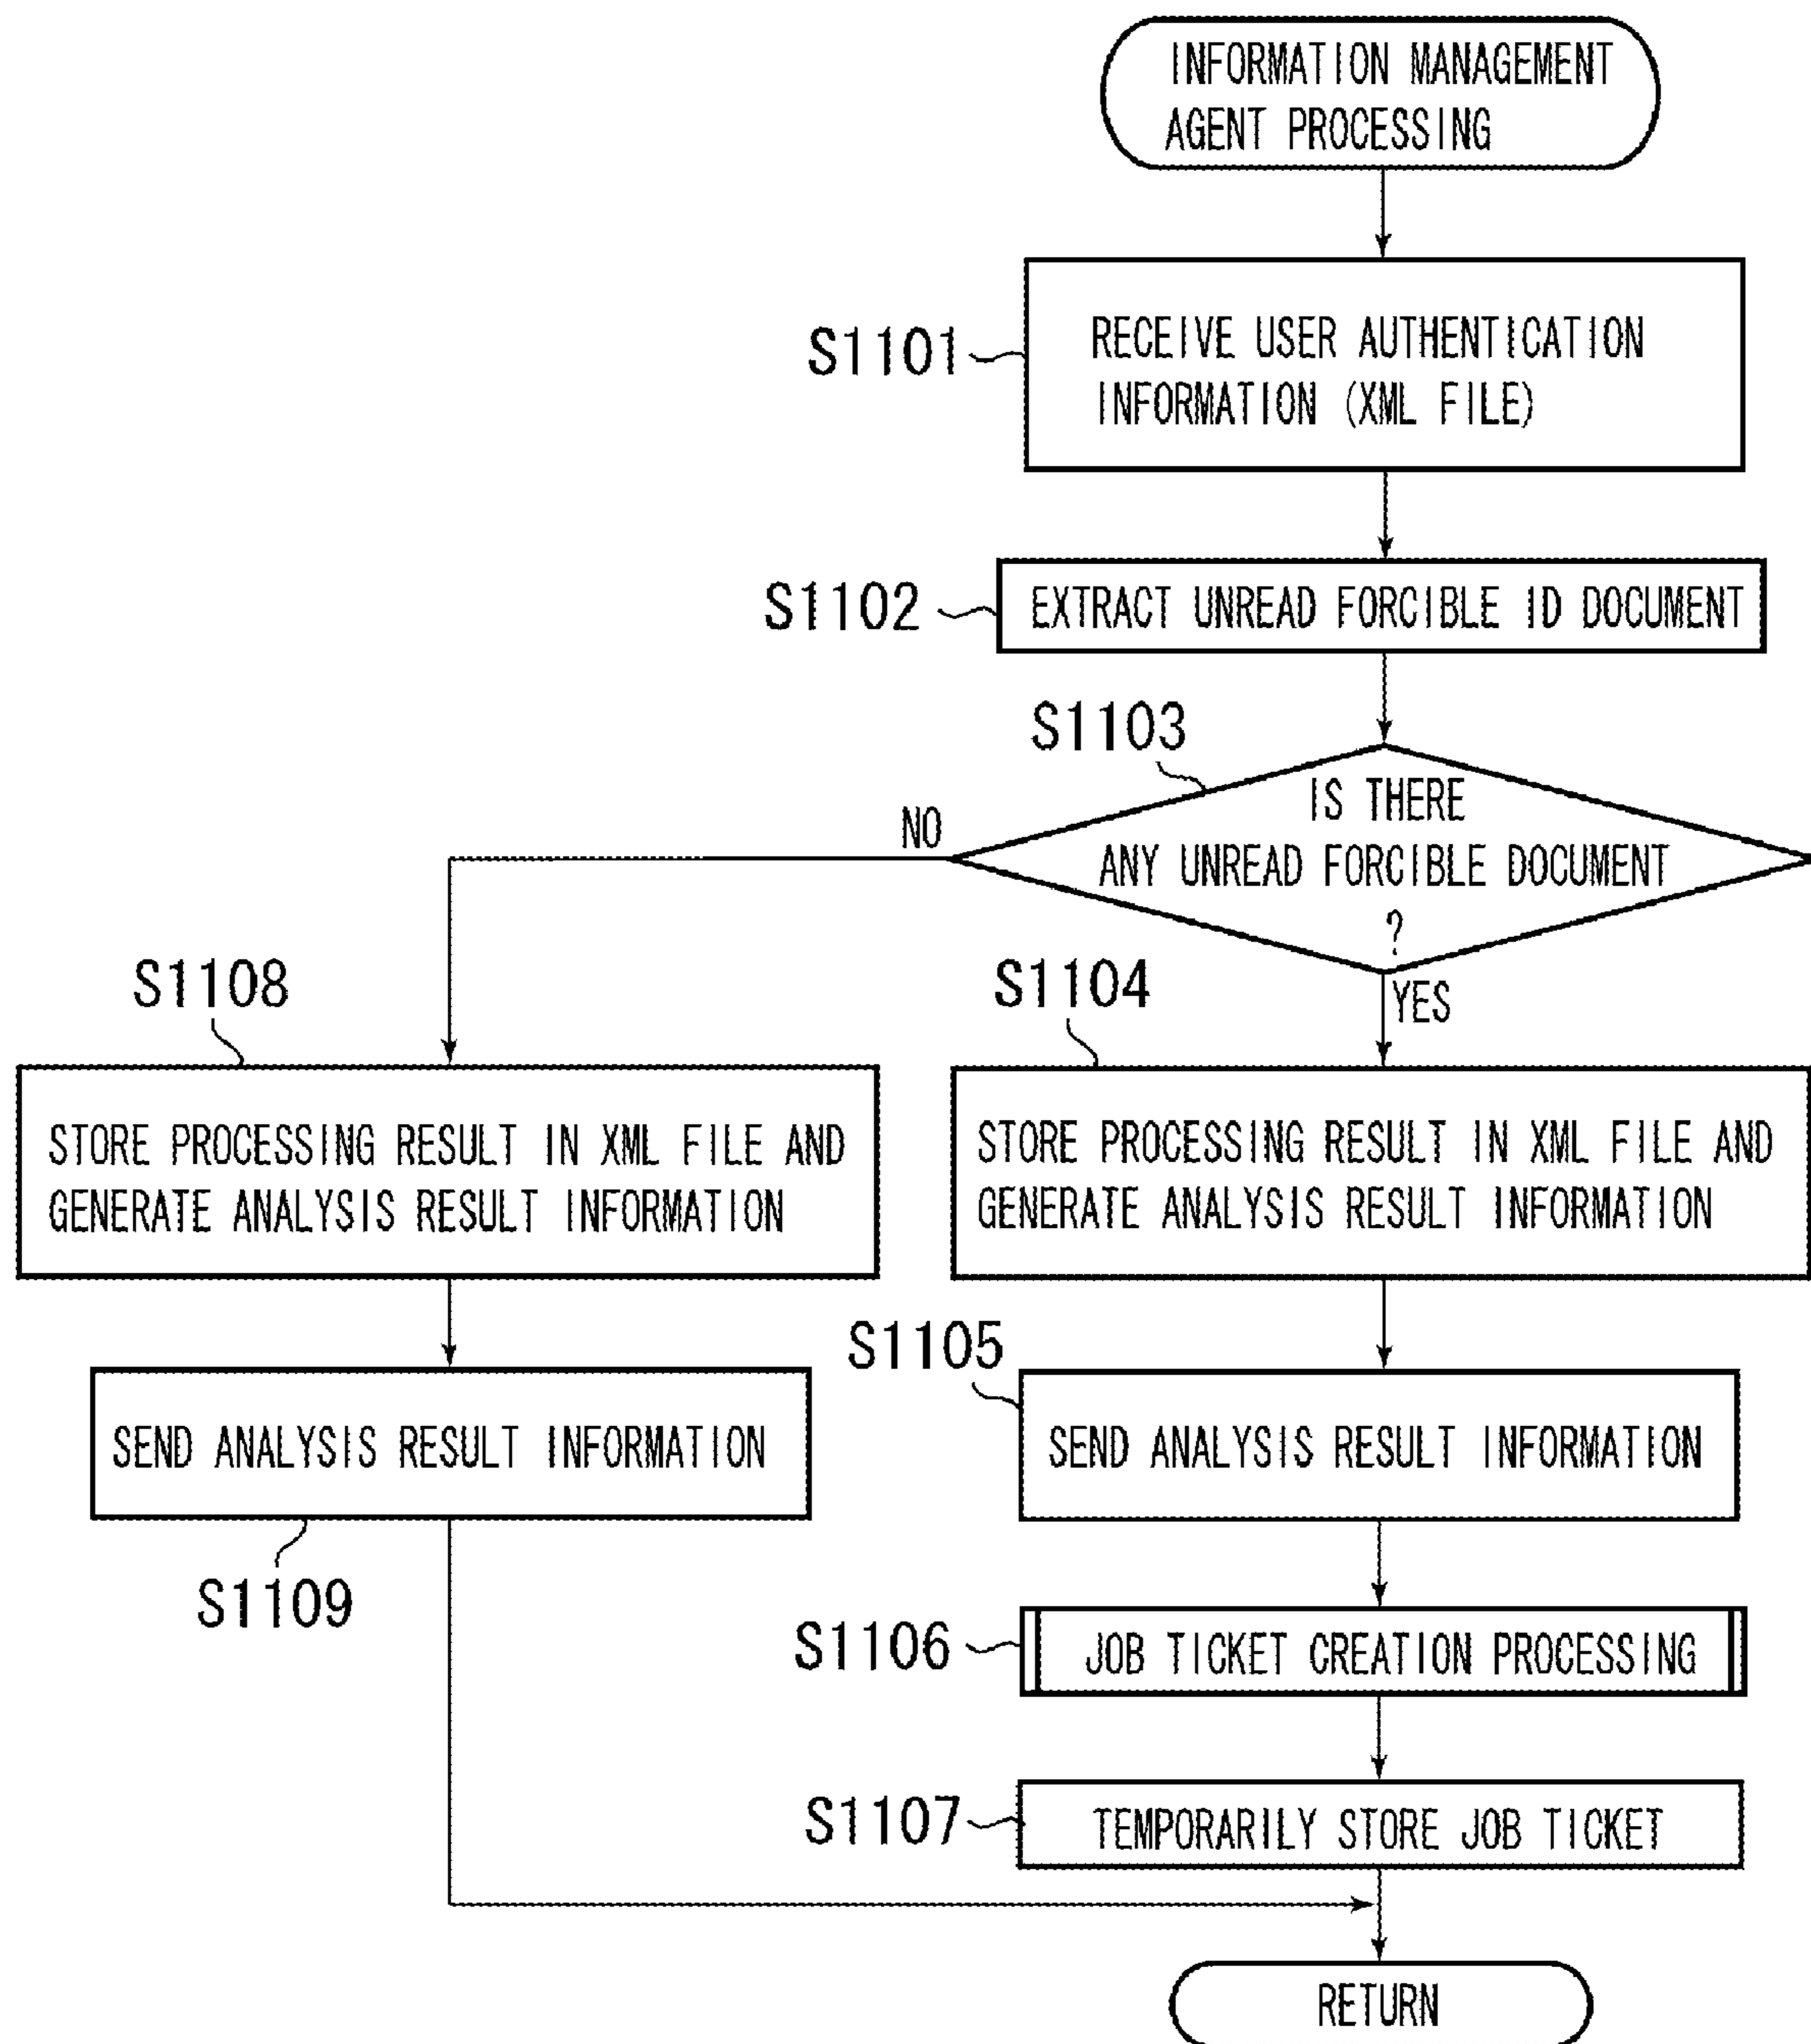 INFORMATION MANAGEMENT
AGENT PROCESSING
S1101
RECEIVE USER AUTHENTICATION
INFORMATION (XML FILE)
S1102
EXTRACT UNREAD FORCIBLE ID DOCUMENT
S1103
IS THERE
ANY UNREAD FORCIBLE DOCUMENT
?
NO
YES
S1108
STORE PROCESSING RESULT IN XML FILE AND
GENERATE ANALYSIS RESULT INFORMATION
S1104
STORE PROCESSING RESULT IN XML FILE AND
GENERATE ANALYSIS RESULT INFORMATION
SEND ANALYSIS RESULT INFORMATION
S1109
S1105
SEND ANALYSIS RESULT INFORMATION
S1106
JOB TICKET CREATION PROCESSING
S1107
TEMPORARILY STORE JOB TICKET
RETURN